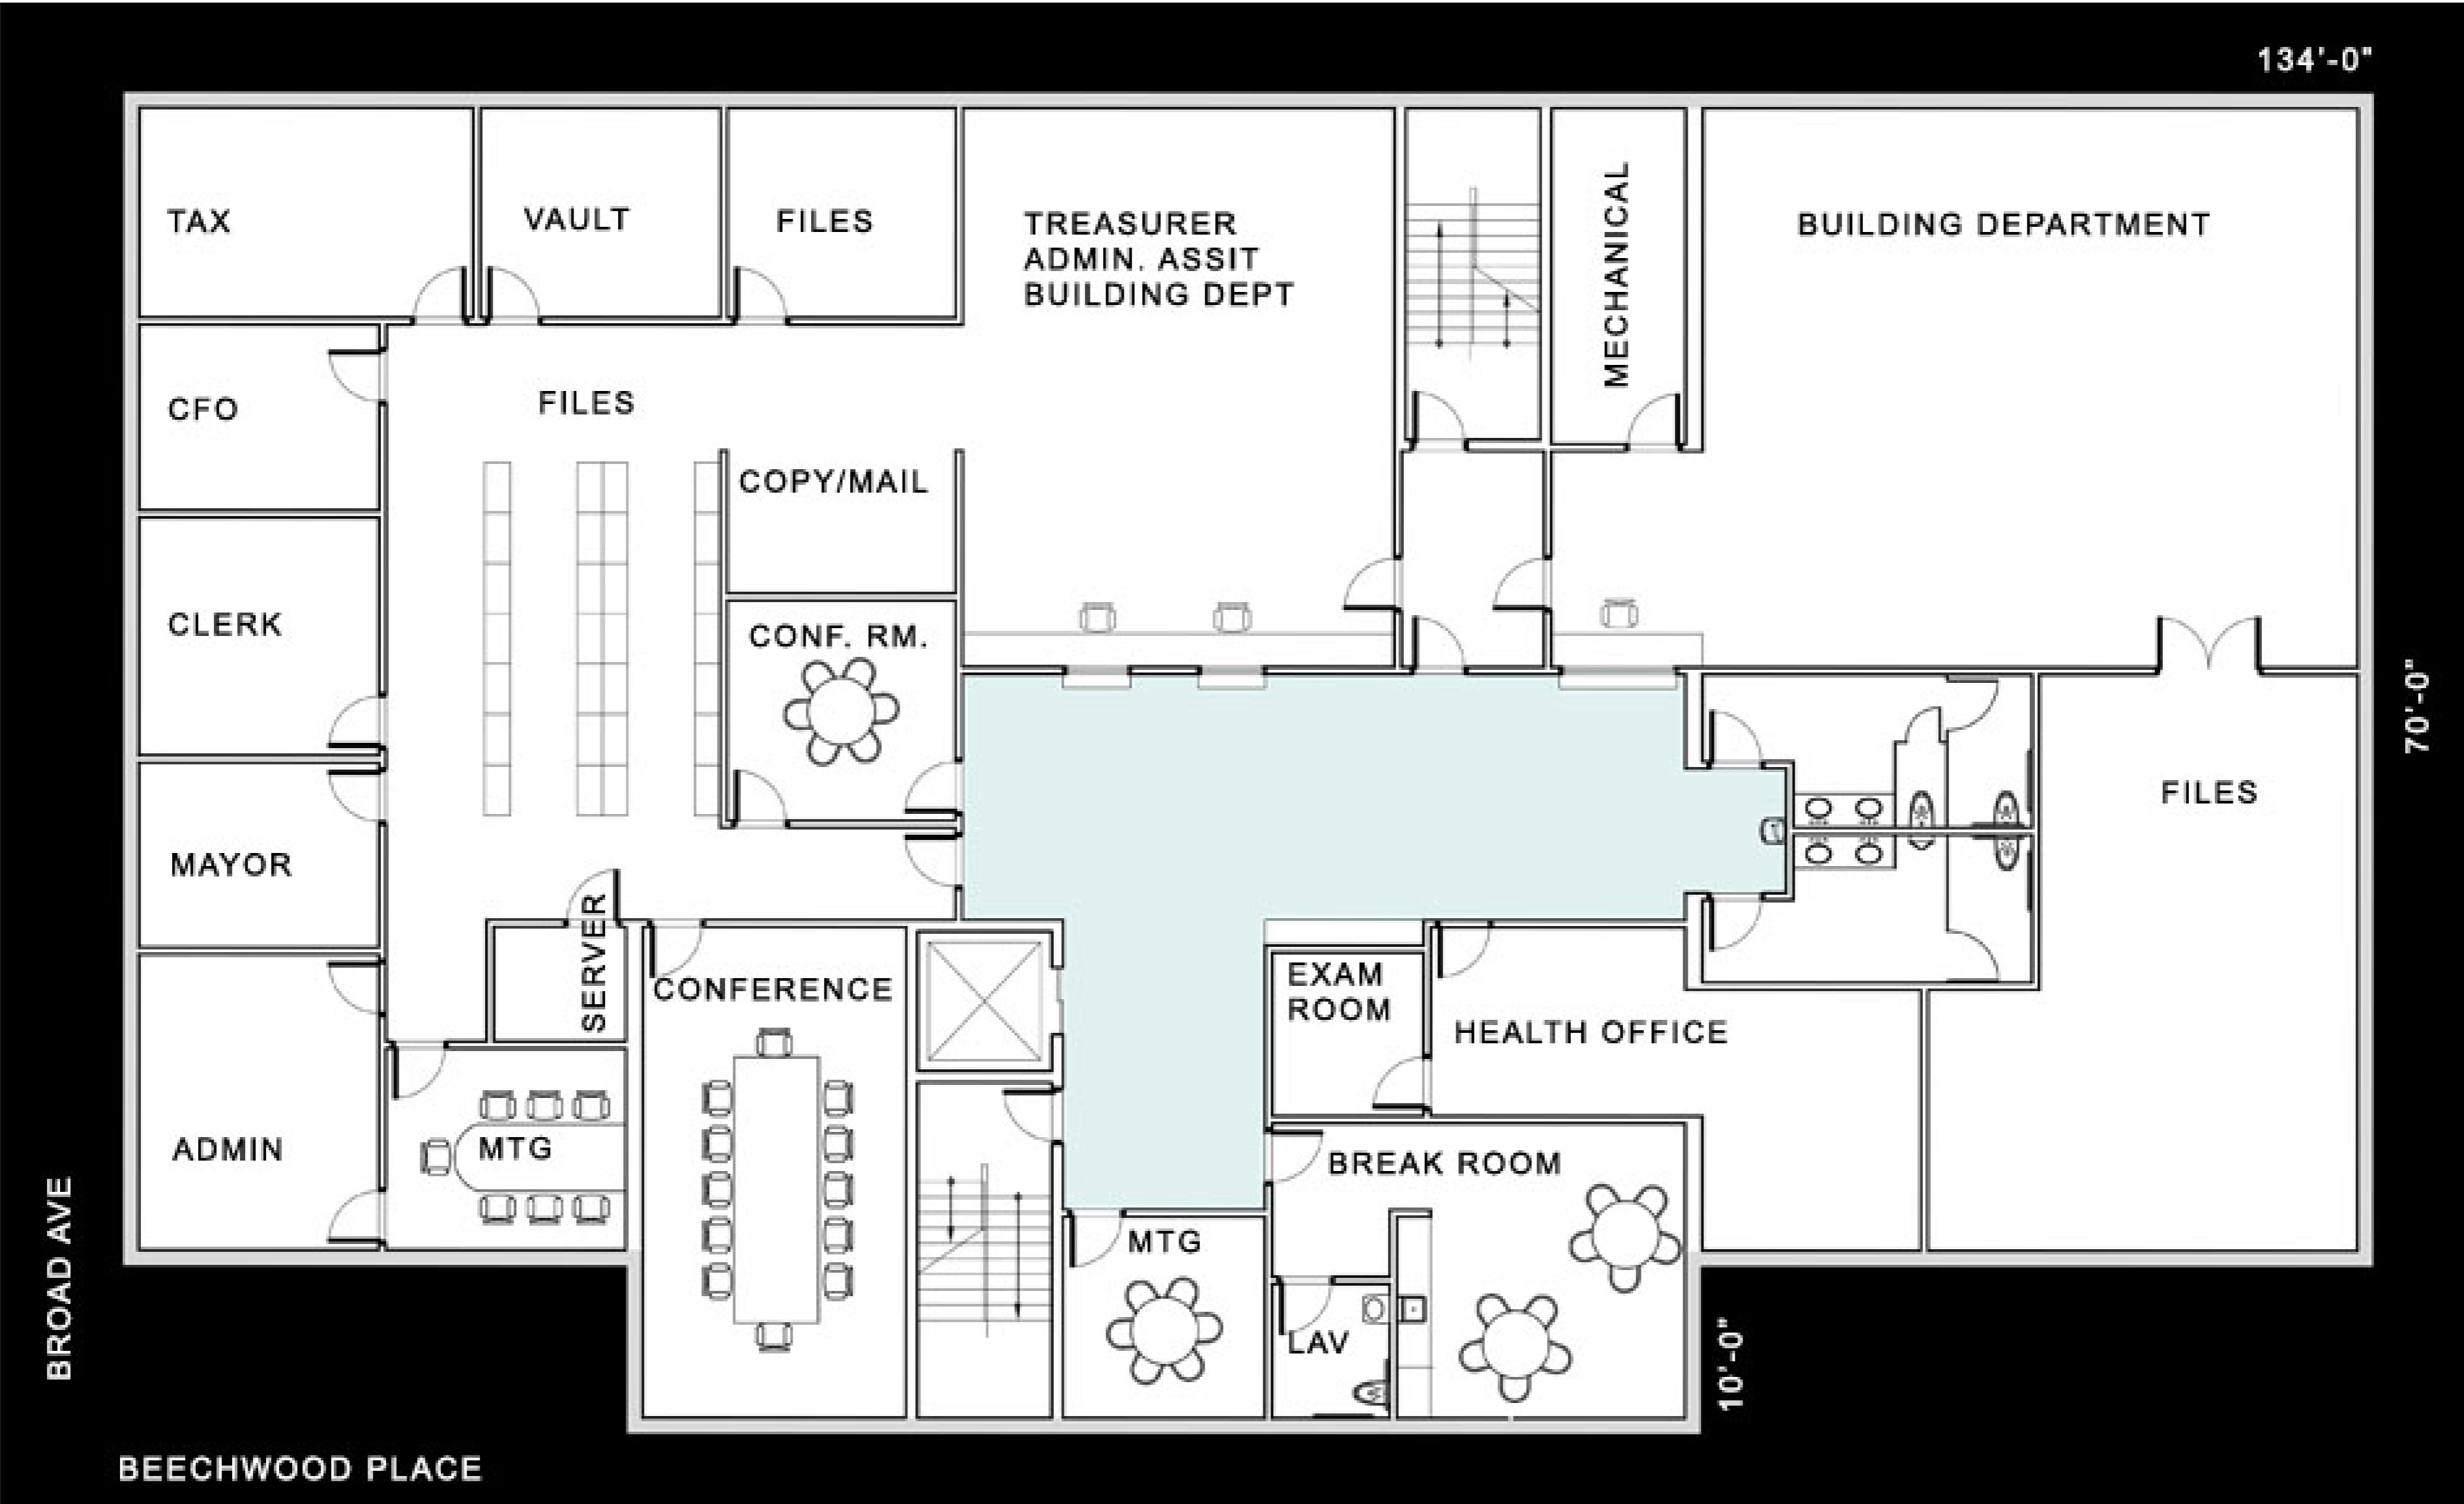 134'-0"
TAX
VAULT
FILES
TREASURER
ADMIN. ASSIT
BUILDING DEPT
MECHANICAL
BUILDING DEPARTMENT
CFO
FILES
COPY/MAIL
CLERK
CONF. RM.
70'-0"
FILES
MAYOR
SERVER
CONFERENCE
EXAM
ROOM
HEALTH OFFICE
ADMIN
MTG
BREAK ROOM
MTG
LAV
BROAD AVE
10'-0"
BEECHWOOD PLACE